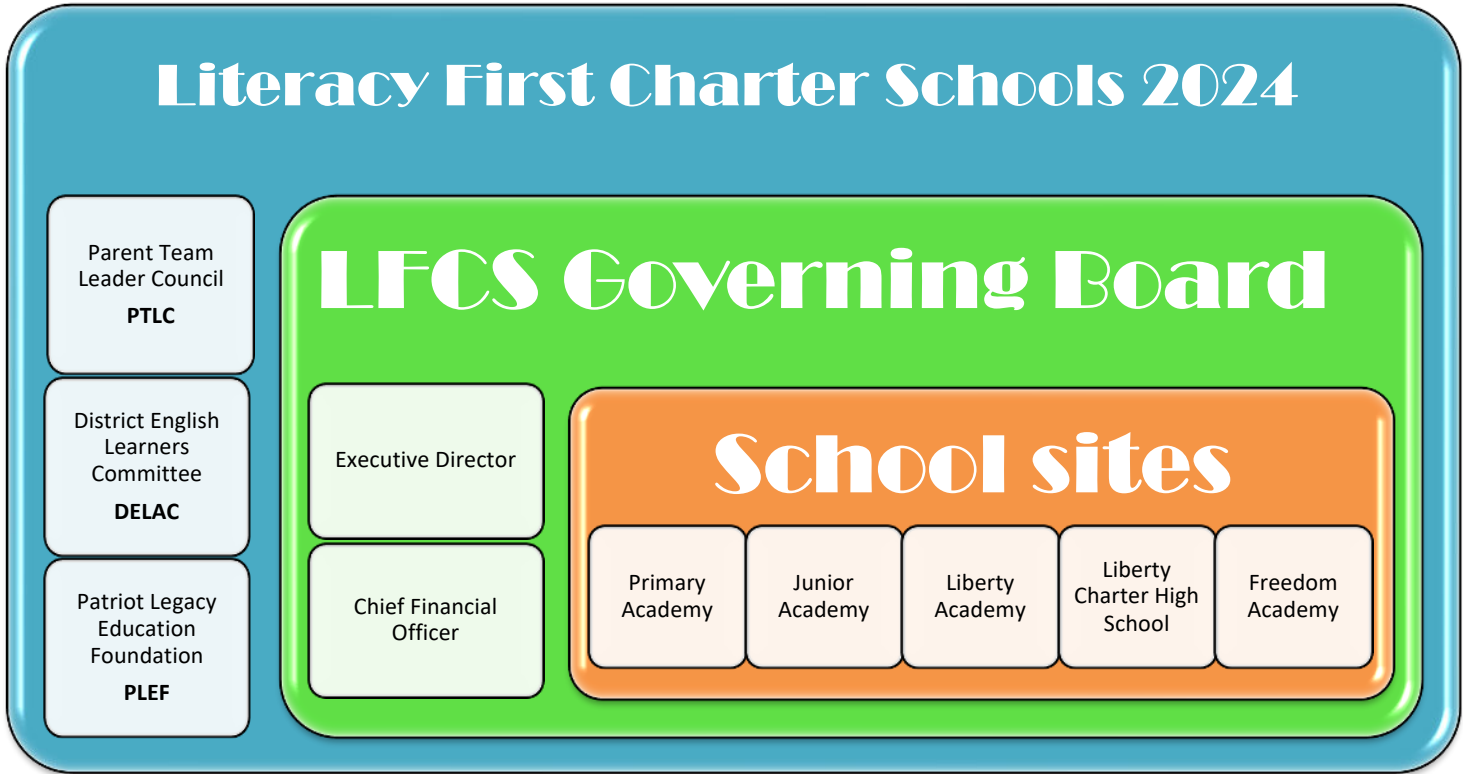 Literacy First Charter Schools 2024
Parent Team
Leader Council
PTLC
District English
Learners
Committee
DELAC
Patriot Legacy
Education
Foundation
PLEF
LFCS Governing Board
Executive Director
Chief Financial
Officer
School sites
Primary
Academy
Junior
Academy
Liberty
Academy
Liberty
Charter High
School
Freedom
Academy